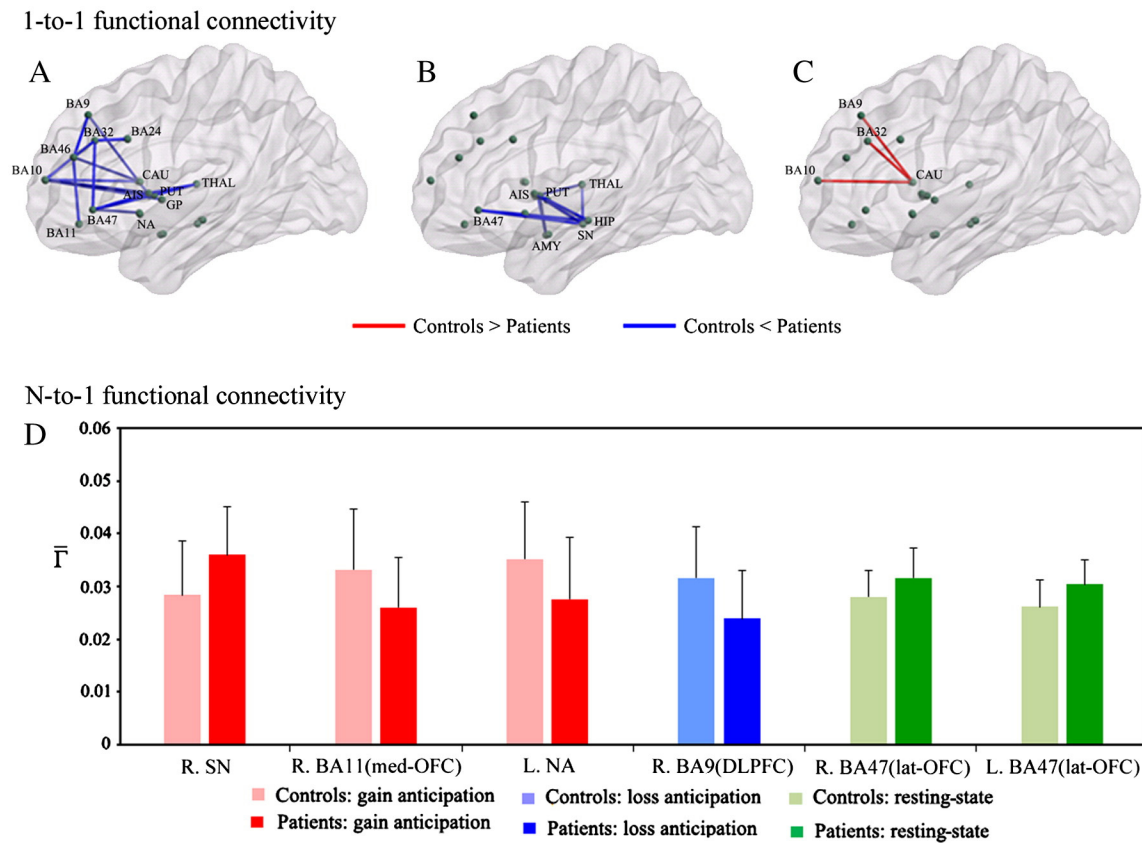 1-to-1 functional connectivity
A
BA9
BA32
BA24
BA46
BA10
CAU
THAL
AIS
PUT
GP
BA47
NA
BA11
B
THAL
AIS
PUT
BA47
HIP
SN
AMY
C
BA9
BA32
BA10
CAU
Controls > Patients
Controls < Patients
N-to-1 functional connectivity
D
0.06
0.05
0.04
Γ̿
0.03
0.02
0.01
0
R. SN
R. BA11(med-OFC)
L. NA
R. BA9(DLPFC)
R. BA47(lat-OFC)
L. BA47(lat-OFC)
Controls: gain anticipation
Controls: loss anticipation
Controls: resting-state
Patients: gain anticipation
Patients: loss anticipation
Patients: resting-state